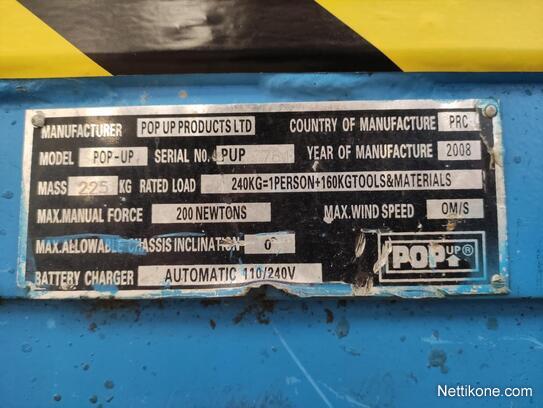 MANUFACTURER POP UP PRODUCTS LTD COUNTRY OF MANUFACTURE PRC
MODEL POP-UP SERIAL NO. PUP YEAR OF MANUFACTURE 2008
MASS 225 KG RATED LOAD 240KG=1PERSON+160KGTOOLS&MATERIALS
MAX.MANUAL FORCE 200 NEWTONS MAX.WIND SPEED 0M/S
MAX.ALLOWABLE CHASSIS INCLINATION 0°
BATTERY CHARGER AUTOMATIC 110/240V
POP UP ®
Nettikone.com